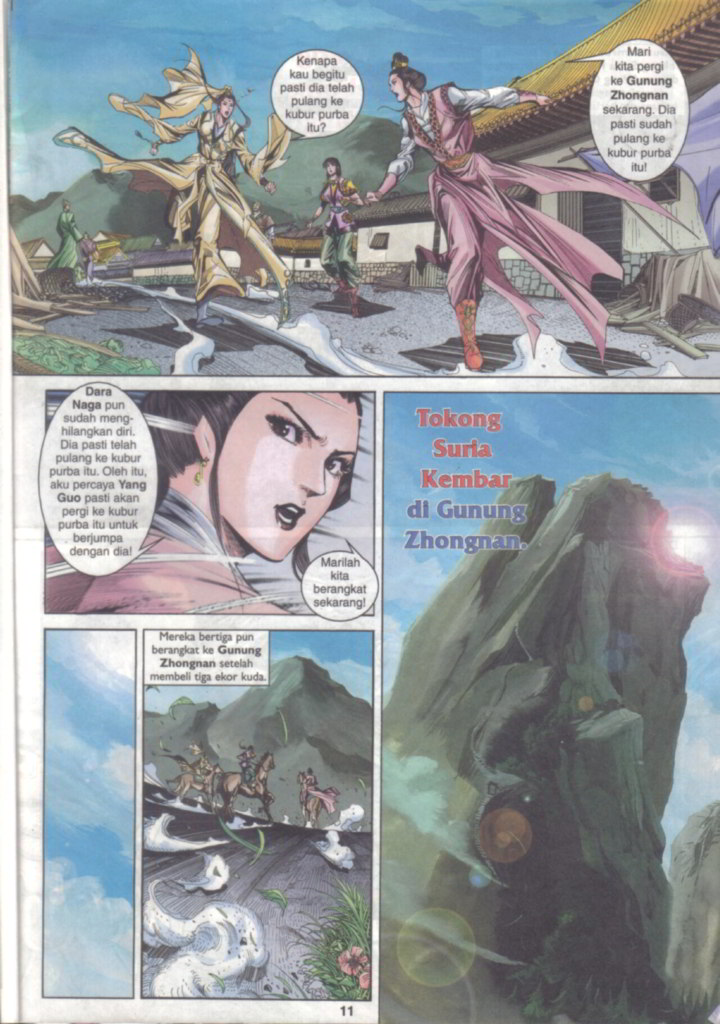 Kenapa
kau begitu
pasti dia telah
pulang ke
kubur purba
itu?
Mari
kita pergi
ke Gunung
Zhongnan
sekarang. Dia
pasti sudah
pulang ke
kubur purba
itu!
Dara
Naga pun
sudah meng-
hilangkan diri.
Dia pasti telah
pulang ke kubur
purba itu. Oleh itu,
aku percaya Yang
Guo pasti akan
pergi ke kubur
purba itu untuk
berjumpa
dengan dia!
Marilah
kita
berangkat
sekarang!
Tokong
Suria
Kembar
di Gunung
Zhongnan.
Mereka bertiga pun
berangkat ke Gunung
Zhongnan setelah
membeli tiga ekor kuda.
11